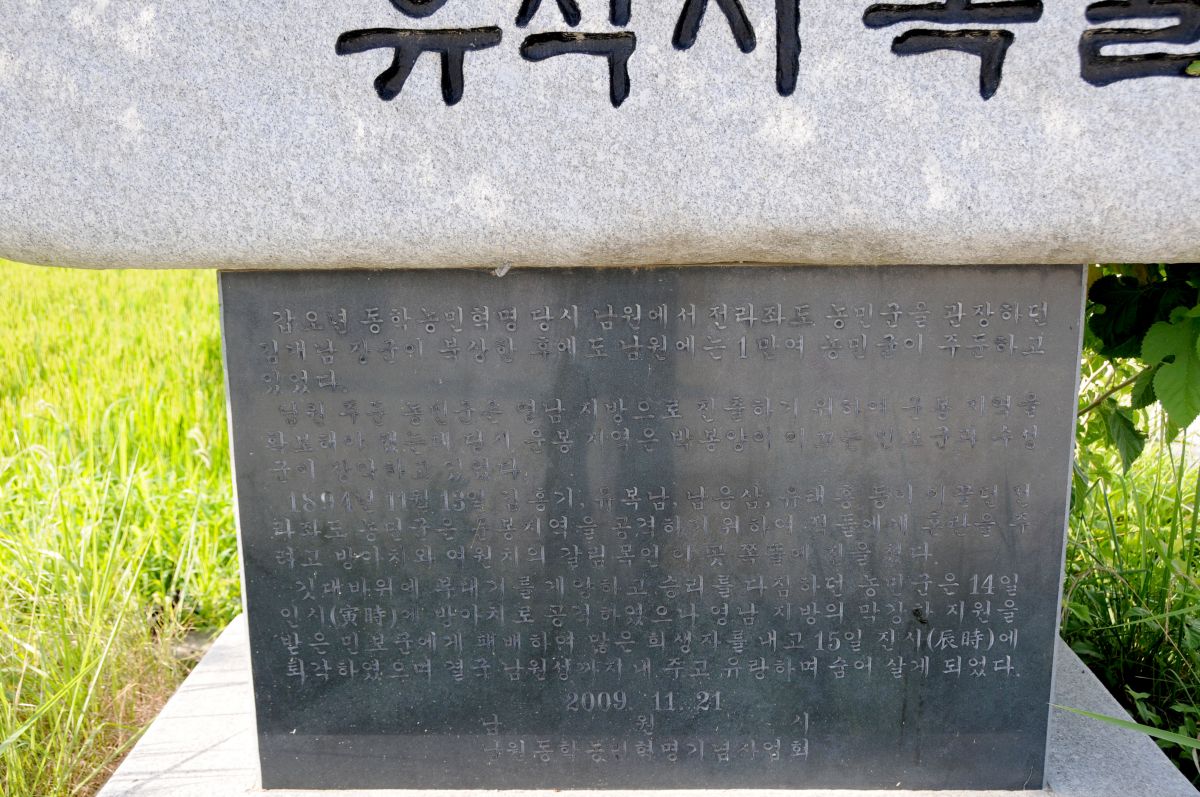 유적지 쪽뜰
갑오년 동학농민혁명 당시 남원에서 전라좌도 농민군을 관장하던
김개남 장군이 북상한 후에도 남원에는 1만여 농민군이 주둔하고
있었다.
남원 주둔 농민군은 영남 지방으로 진출하기 위하여 운봉 지역을
확보해야 했는데 당시 운봉 지역은 박봉양이 이끄는 민보군과 수성
군이 장악하고 있었다.
1894년 11월 13일 김홍기, 유복남, 남응삼, 유태홍 등이 이끌던 전
라좌도 농민군은 운봉지역을 공격하기 위하여 적들에게 혼란을 주
려고 방아치와 여원치의 갈림목인 이 곳 쪽뜰에 진을 쳤다.
깃대바위에 부대기를 게양하고 승리를 다짐하던 농민군은 14일
인시(寅時)에 방아치로 공격하였으나 영남 지방의 막강한 지원을
받은 민보군에게 패배하여 많은 희생자를 내고 15일 진시(辰時)에
퇴각하였으며 결국 남원성까지 내 주고 유랑하며 숨어 살게 되었다.
2009. 11. 21
남 원 시
남원동학농민혁명기념사업회